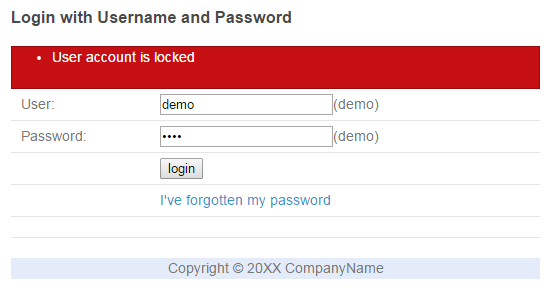 Login with Username and Password
• User account is locked
User: demo (demo)
Password: •••• (demo)
login
I've forgotten my password
Copyright © 20XX CompanyName